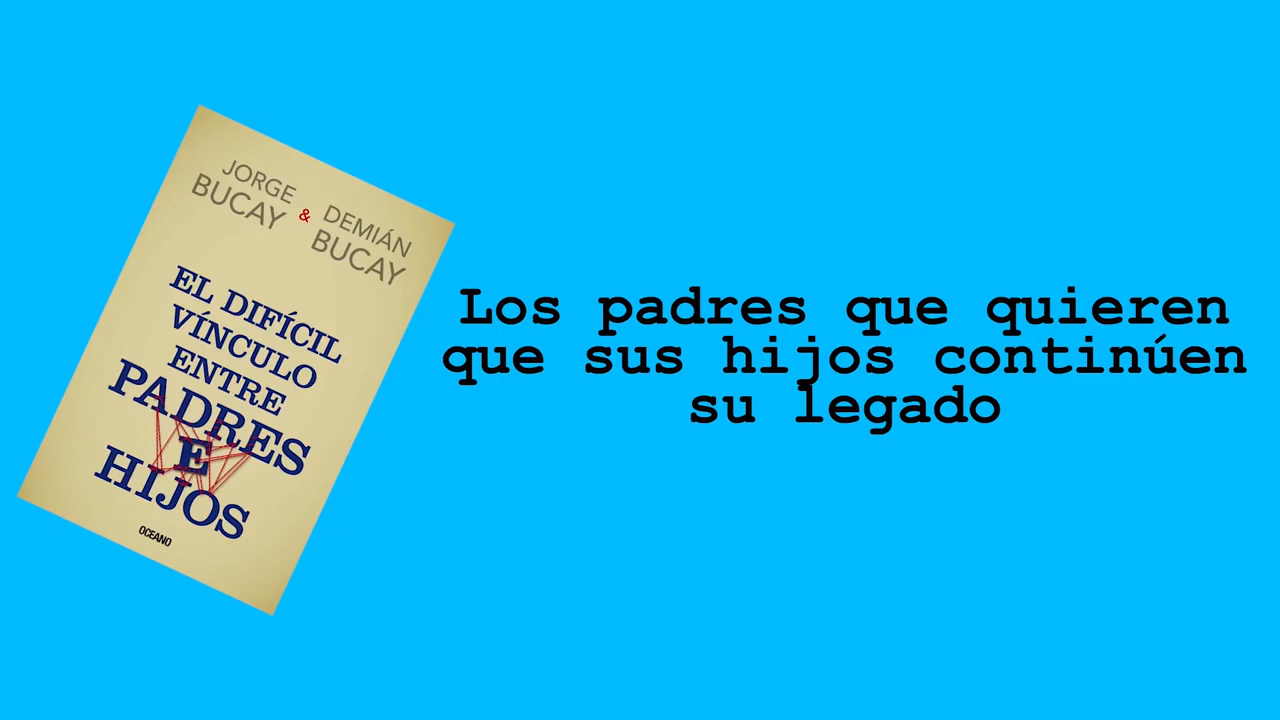 JORGE
BUCAY
&
DEMIÁN
BUCAY
EL DIFÍCIL
VÍNCULO
ENTRE
PADRES
E
HIJOS
OCEANO
Los padres que quieren
que sus hijos continúen
su legado